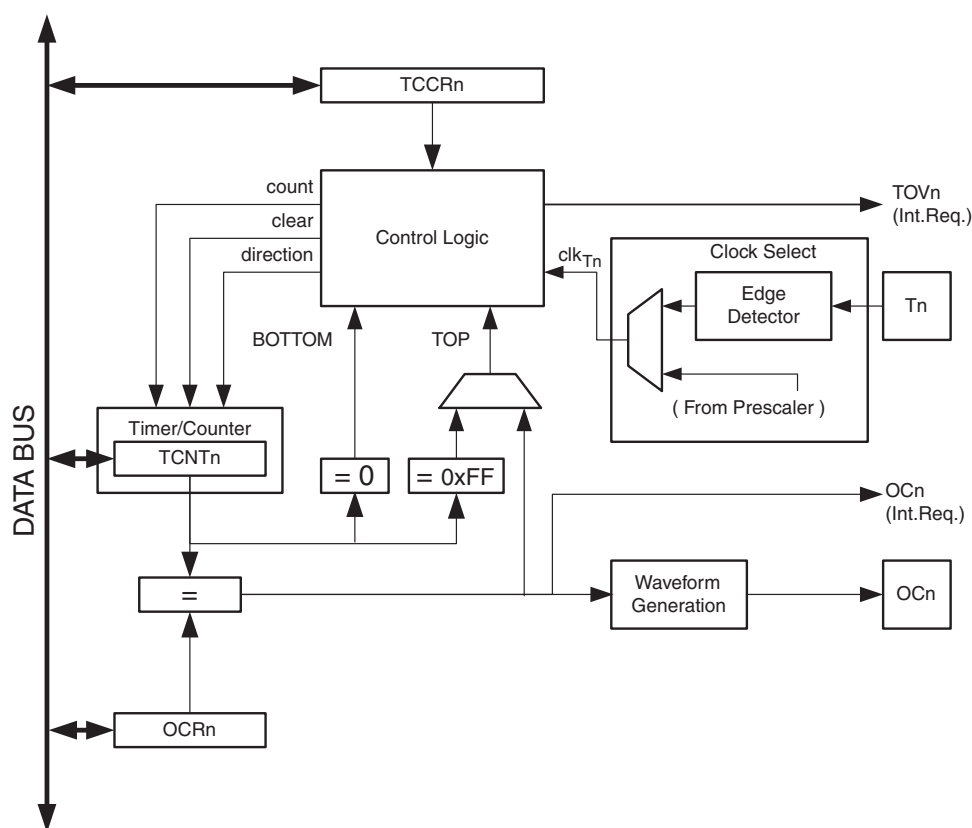 TCCRn
count
clear
direction
Control Logic
TOVn
(Int.Req.)
clkTn
Clock Select
Edge
Detector
Tn
( From Prescaler )
BOTTOM
TOP
DATA BUS
Timer/Counter
TCNTn
= 0
= 0xFF
OCn
(Int.Req.)
=
Waveform
Generation
OCn
OCRn